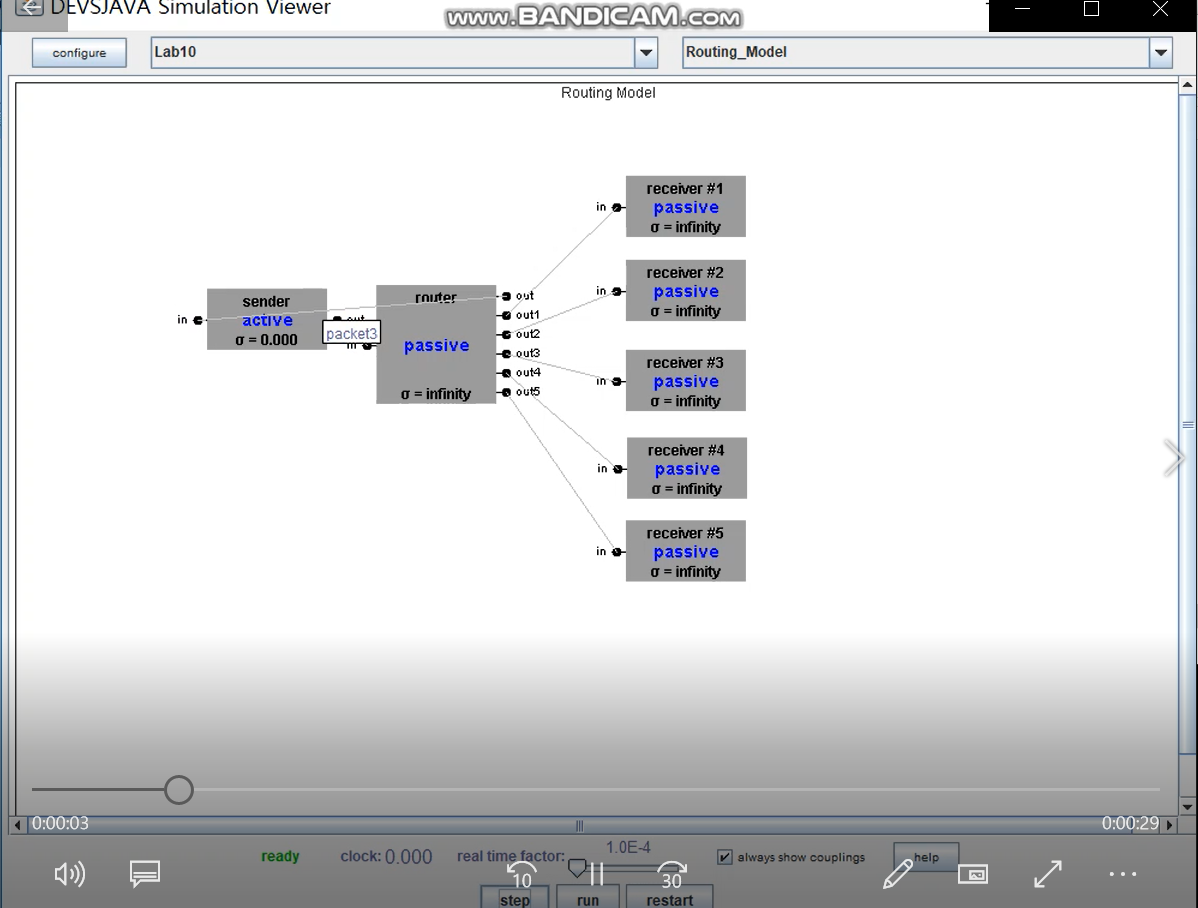 DEVSJAVA Simulation Viewer
www.BANDICAM.com
configure
Lab10
Routing_Model
Routing Model
receiver #1
in
passive
σ = infinity
receiver #2
in
passive
σ = infinity
sender
in
active
σ = 0.000
out
packet3
in
router
passive
σ = infinity
out
out1
out2
out3
out4
out5
receiver #3
in
passive
σ = infinity
receiver #4
in
passive
σ = infinity
receiver #5
in
passive
σ = infinity
0:00:03
0:00:29
ready
clock: 0.000
real time factor:
1.0E-4
always show couplings
help
10
30
step
run
restart